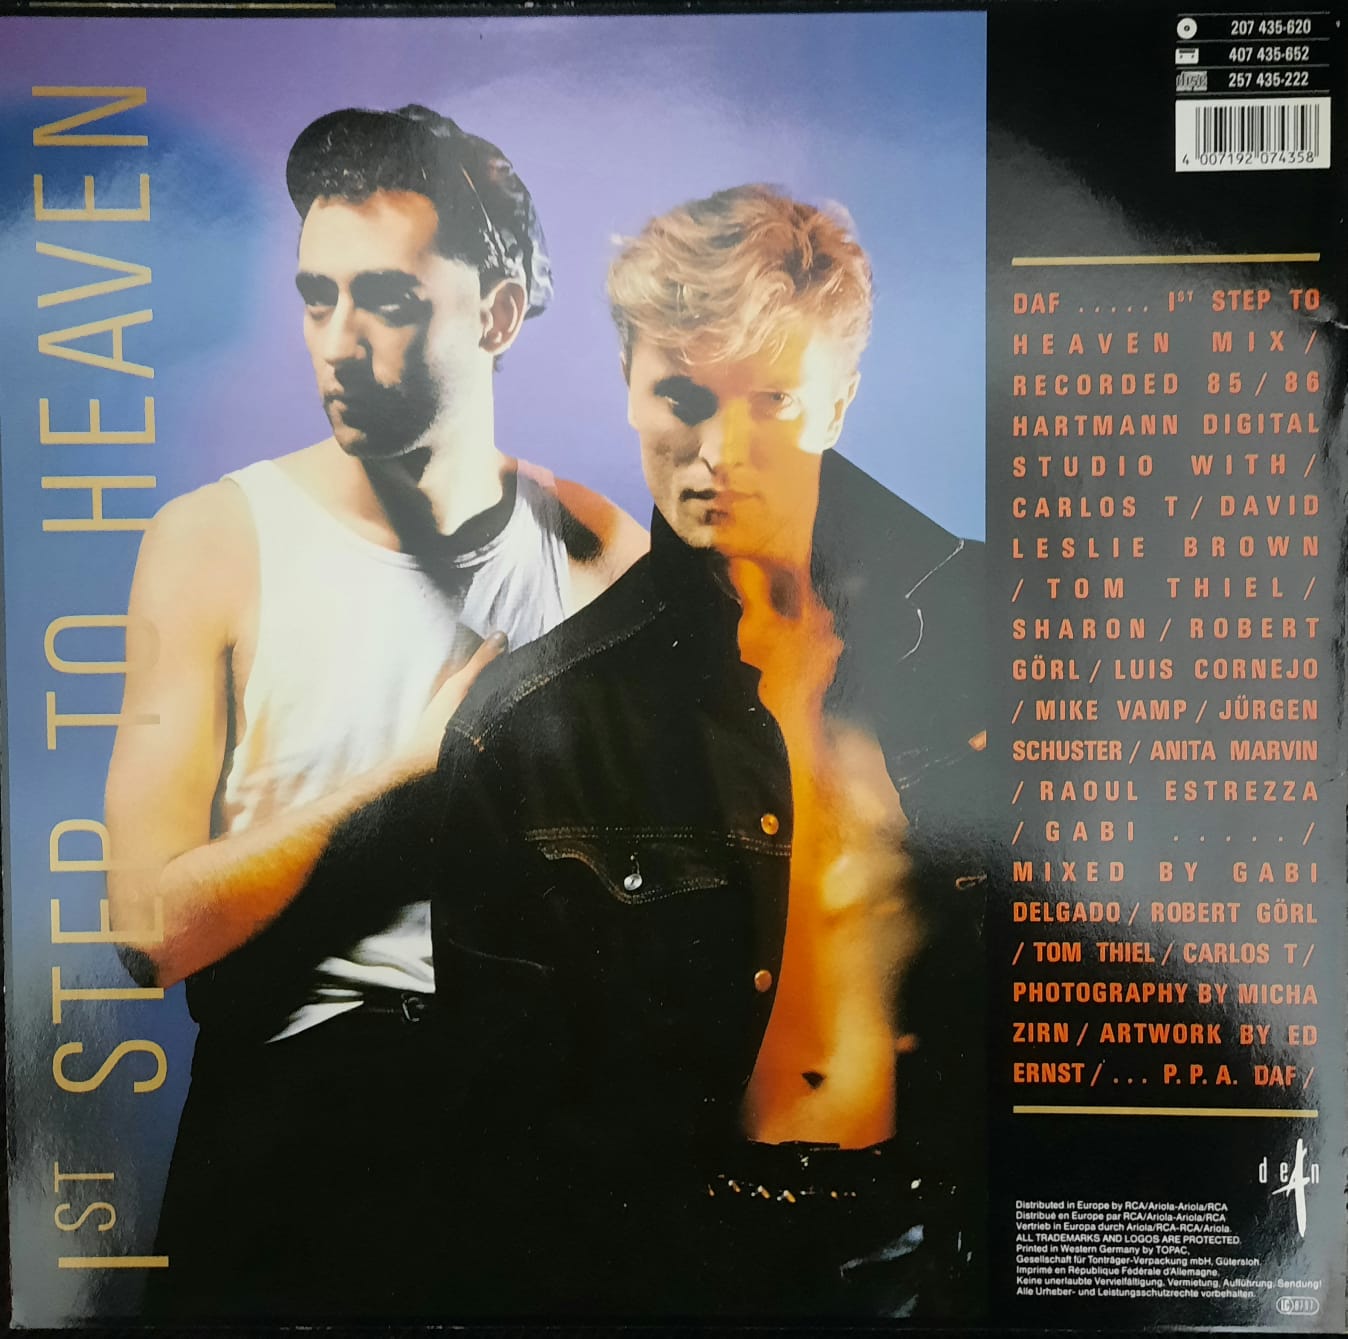 1ST STEP TO HEAVEN
207 435-620
407 435-652
disc 257 435-222
4 007192 074358
DAF ..... 1ST STEP TO
HEAVEN MIX /
RECORDED 85 / 86
HARTMANN DIGITAL
STUDIO WITH /
CARLOS T / DAVID
LESLIE BROWN
/ TOM THIEL /
SHARON / ROBERT
GÖRL / LUIS CORNEJO
/ MIKE VAMP / JÜRGEN
SCHUSTER / ANITA MARVIN
/ RAOUL ESTREZZA
/ GABI ..... /
MIXED BY GABI
DELGADO / ROBERT GÖRL
/ TOM THIEL / CARLOS T /
PHOTOGRAPHY BY MICHA
ZIRN / ARTWORK BY ED
ERNST / ... P.P.A. DAF /
deAn
Distributed in Europe by RCA/Ariola-Ariola/RCA
Distribué en Europe par RCA/Ariola-Ariola/RCA
Vertrieb in Europa durch Ariola/RCA-RCA/Ariola.
ALL TRADEMARKS AND LOGOS ARE PROTECTED.
Printed in Western Germany by TOPAC,
Gesellschaft für Tonträger-Verpackung mbH, Gütersloh.
Imprimé en République Fédérale d'Allemagne.
Keine unerlaubte Vervielfältigung, Vermietung, Aufführung, Sendung!
Alle Urheber- und Leistungsschutzrechte vorbehalten.